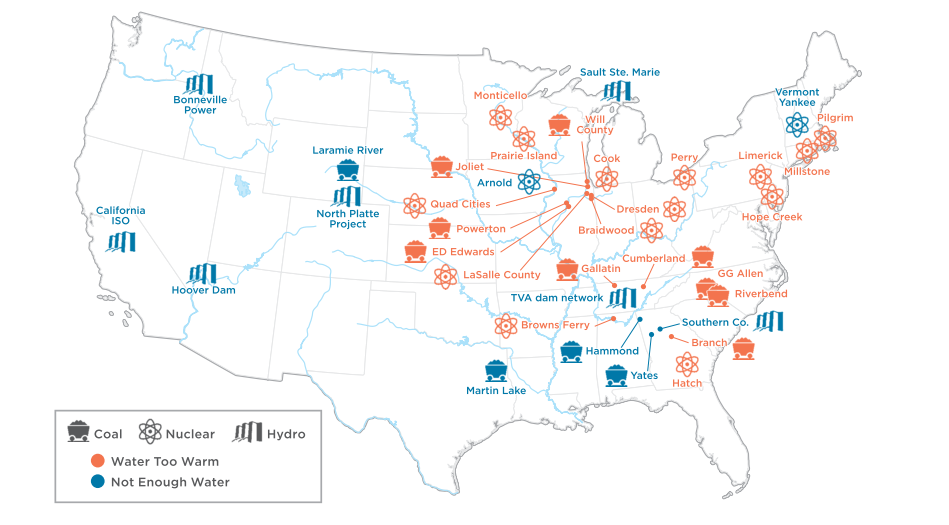 Sault Ste. Marie
Bonneville
Power
Monticello
Vermont
Yankee
Pilgrim
Will
County
Laramie River
Prairie Island
Cook
Perry
Limerick
Joliet
Millstone
Arnold
Quad Cities
Dresden
North Platte
Project
California
ISO
Hope Creek
Powerton
Braidwood
ED Edwards
Cumberland
LaSalle County
Gallatin
GG Allen
Hoover Dam
TVA dam network
Riverbend
Browns Ferry
Southern Co.
Branch
Hammond
Yates
Hatch
Martin Lake
Coal
Nuclear
Hydro
Water Too Warm
Not Enough Water